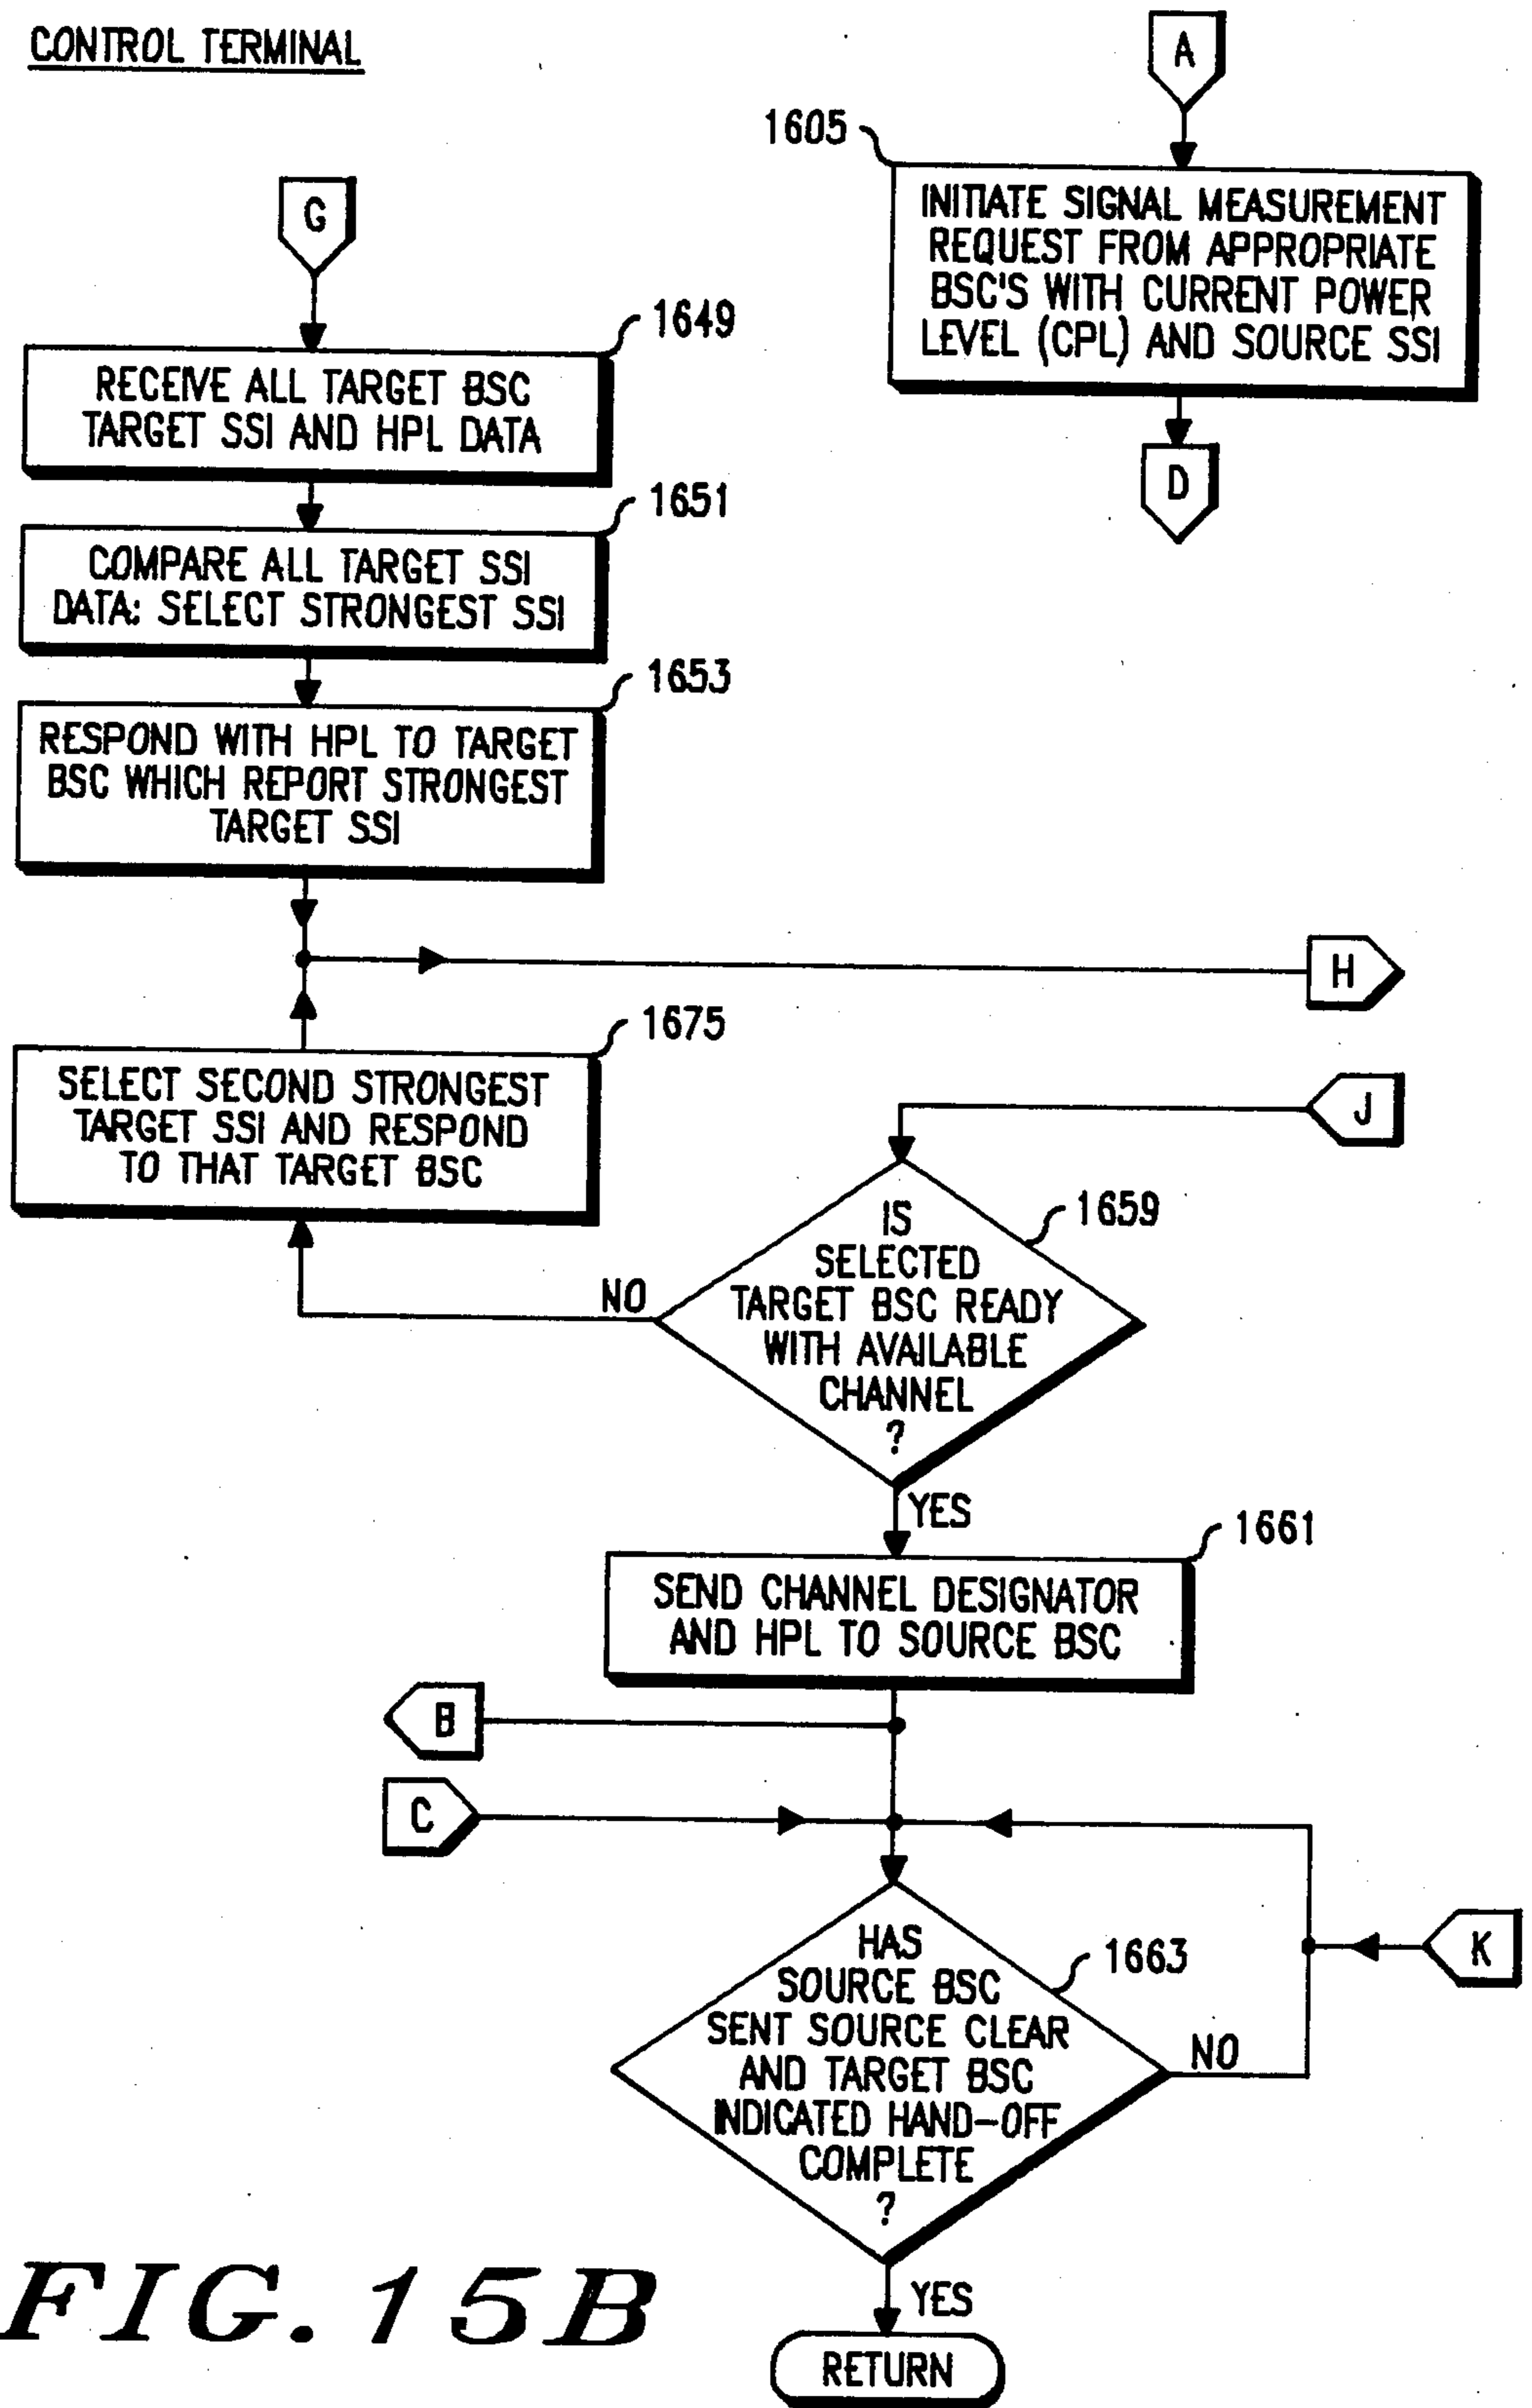 CONTROL TERMINAL
A
1605
INITIATE SIGNAL MEASUREMENT
REQUEST FROM APPROPRIATE
BSC'S WITH CURRENT POWER
LEVEL (CPL) AND SOURCE SSI
D
G
1649
RECEIVE ALL TARGET BSC
TARGET SSI AND HPL DATA
1651
COMPARE ALL TARGET SSI
DATA: SELECT STRONGEST SSI
1653
RESPOND WITH HPL TO TARGET
BSC WHICH REPORT STRONGEST
TARGET SSI
H
1675
SELECT SECOND STRONGEST
TARGET SSI AND RESPOND
TO THAT TARGET BSC
J
1659
IS
SELECTED
TARGET BSC READY
WITH AVAILABLE
CHANNEL
?
NO
YES
1661
SEND CHANNEL DESIGNATOR
AND HPL TO SOURCE BSC
B
C
K
1663
HAS
SOURCE BSC
SENT SOURCE CLEAR
AND TARGET BSC
INDICATED HAND-OFF
COMPLETE
?
NO
YES
RETURN
FIG. 15B